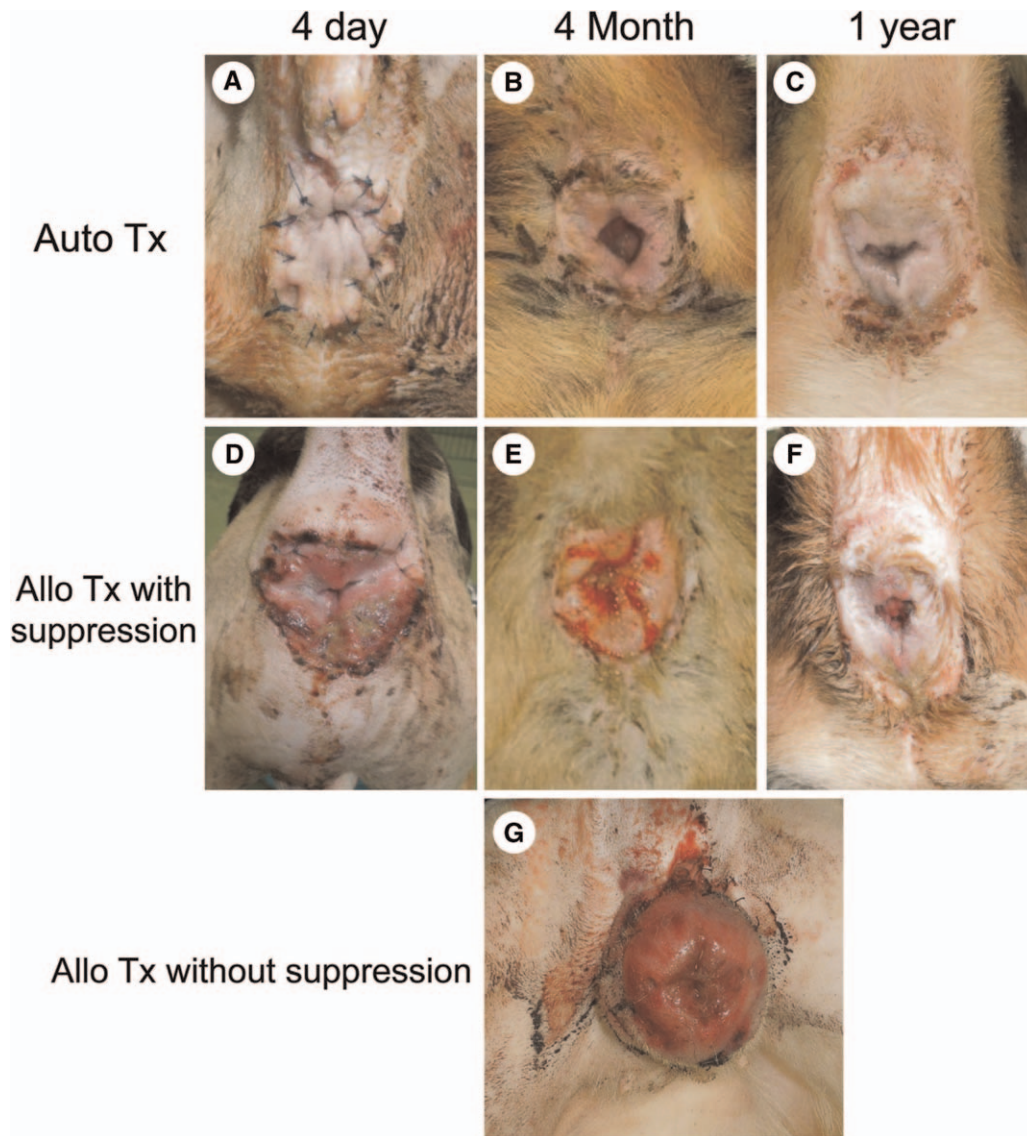 4 day
4 Month
1 year
A
B
C
Auto Tx
D
E
F
Allo Tx with
suppression
G
Allo Tx without suppression